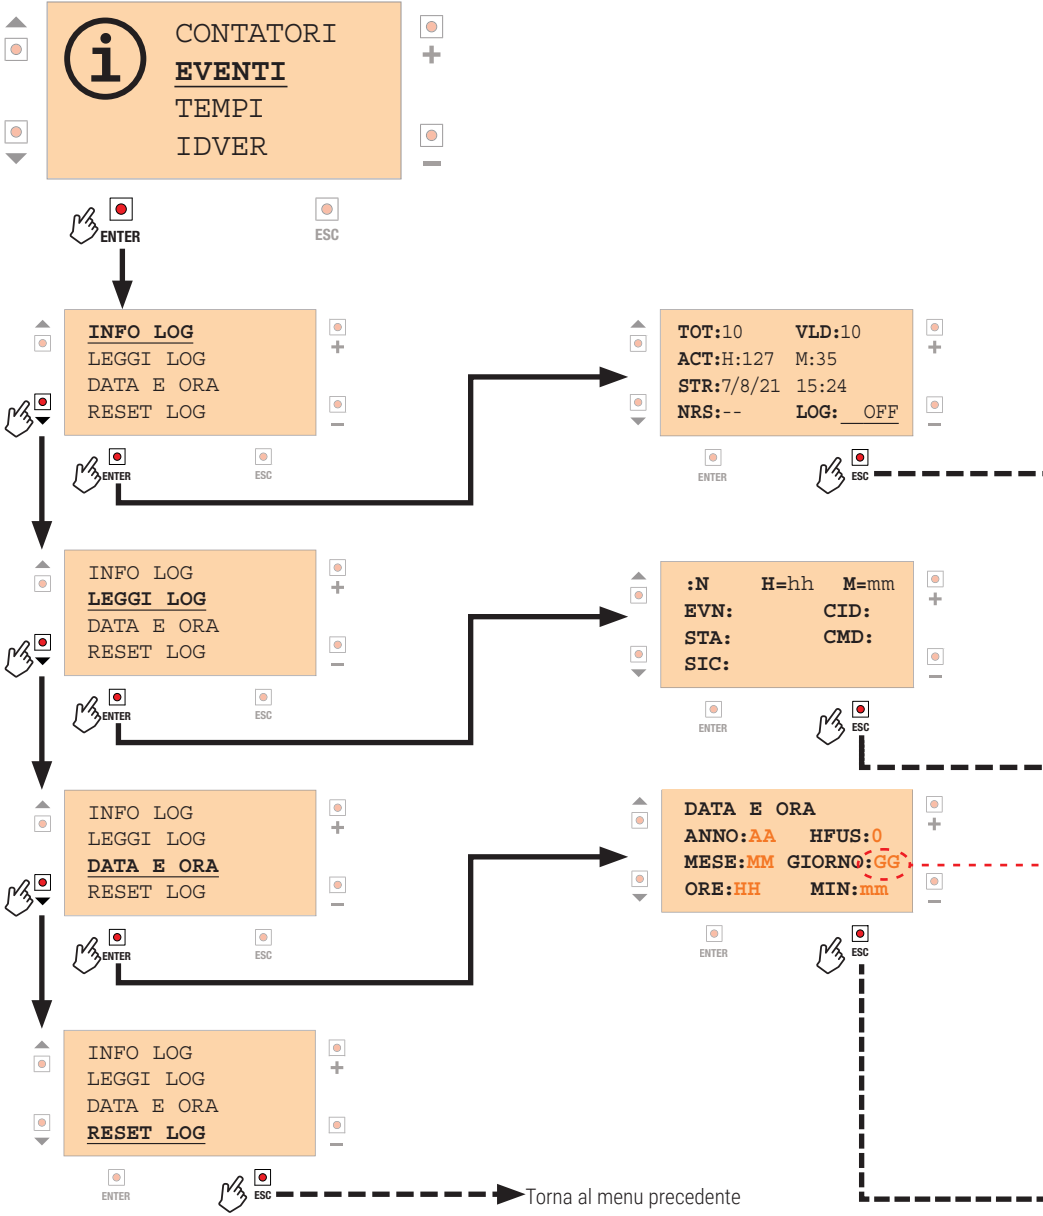 i
CONTATORI
EVENTI
TEMPI
IDVER
ENTER
ESC
INFO LOG
LEGGI LOG
DATA E ORA
RESET LOG
ENTER
ESC
TOT:10 VLD:10
ACT:H:127 M:35
STR:7/8/21 15:24
NRS:-- LOG:__OFF
ENTER
ESC
INFO LOG
LEGGI LOG
DATA E ORA
RESET LOG
ENTER
ESC
:N H=hh M=mm
EVN: CID:
STA: CMD:
SIC:
ENTER
ESC
INFO LOG
LEGGI LOG
DATA E ORA
RESET LOG
ENTER
ESC
DATA E ORA
ANNO:AA HFUS:0
MESE:MM GIORNO:GG
ORE:HH MIN:mm
ENTER
ESC
INFO LOG
LEGGI LOG
DATA E ORA
RESET LOG
ENTER
ESC
Torna al menu precedente